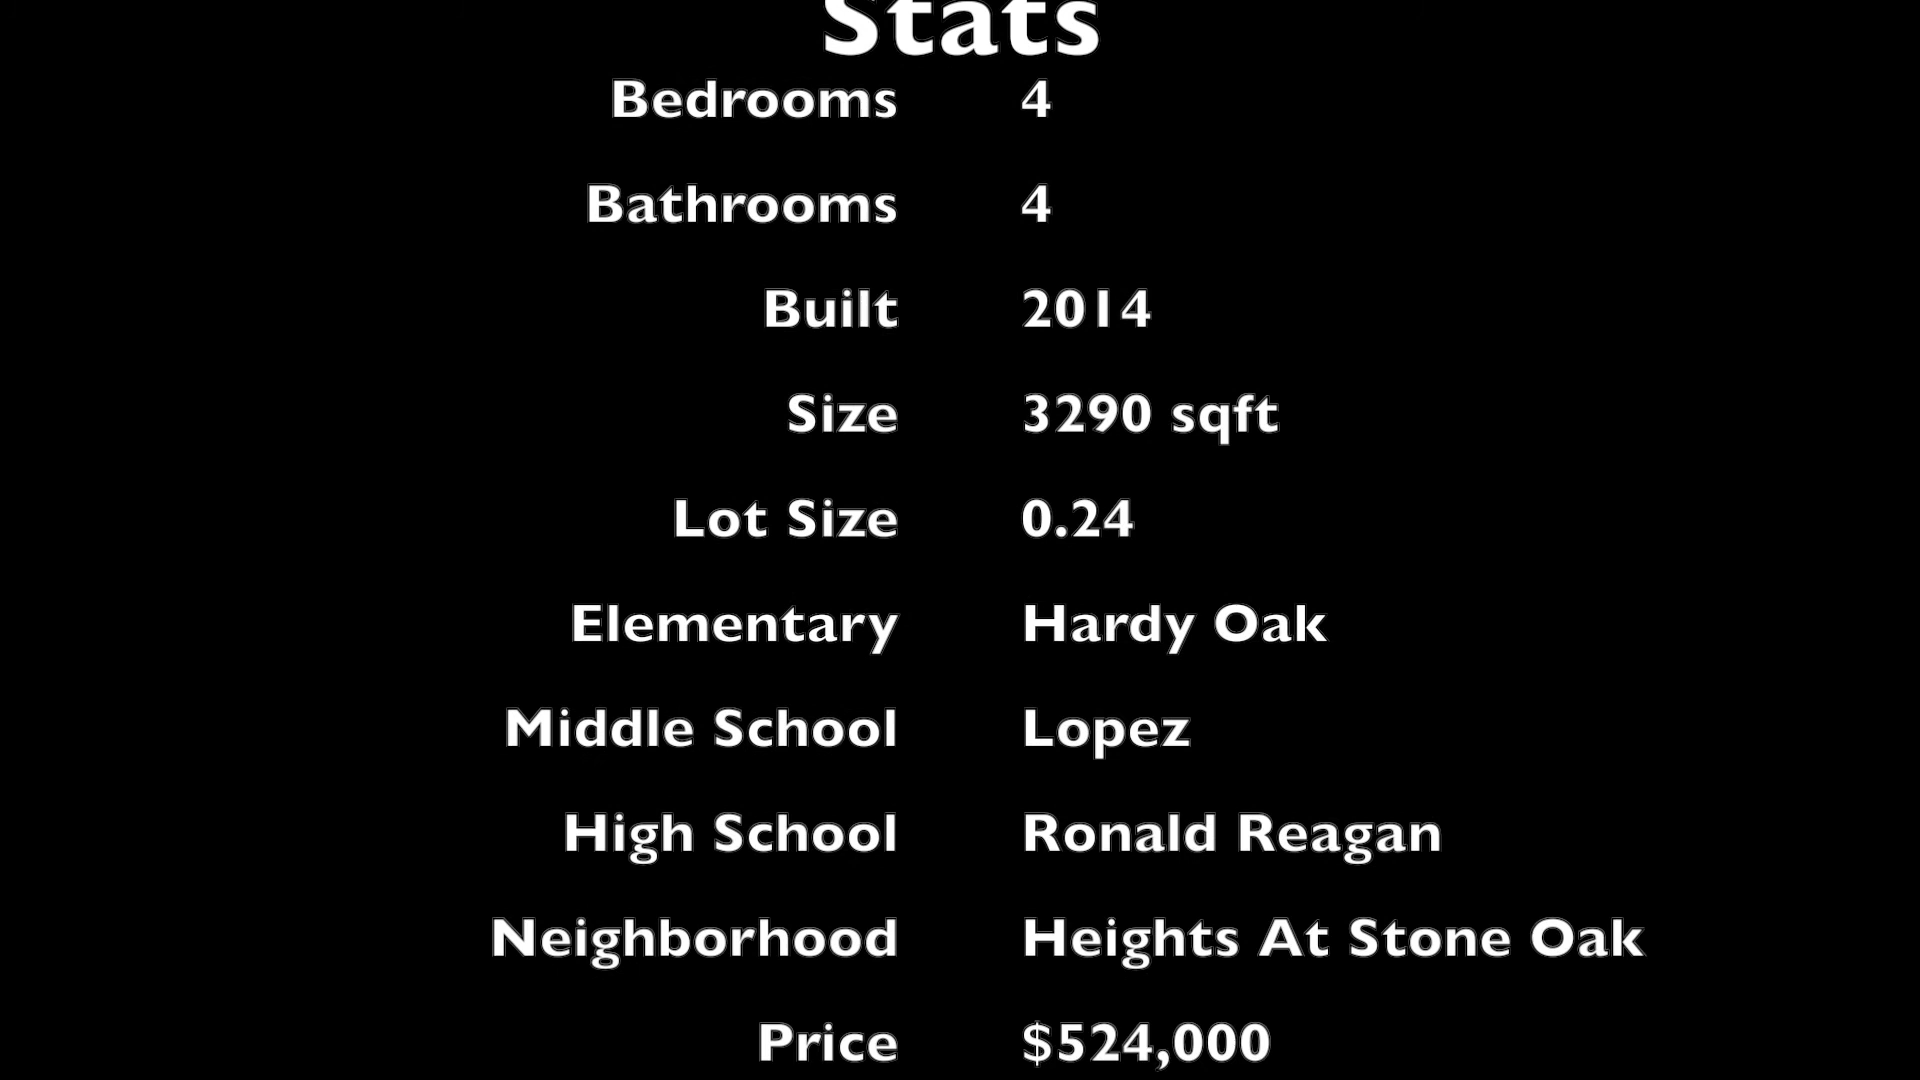 Stats
Bedrooms 4
Bathrooms 4
Built 2014
Size 3290 sqft
Lot Size 0.24
Elementary Hardy Oak
Middle School Lopez
High School Ronald Reagan
Neighborhood Heights At Stone Oak
Price $524,000